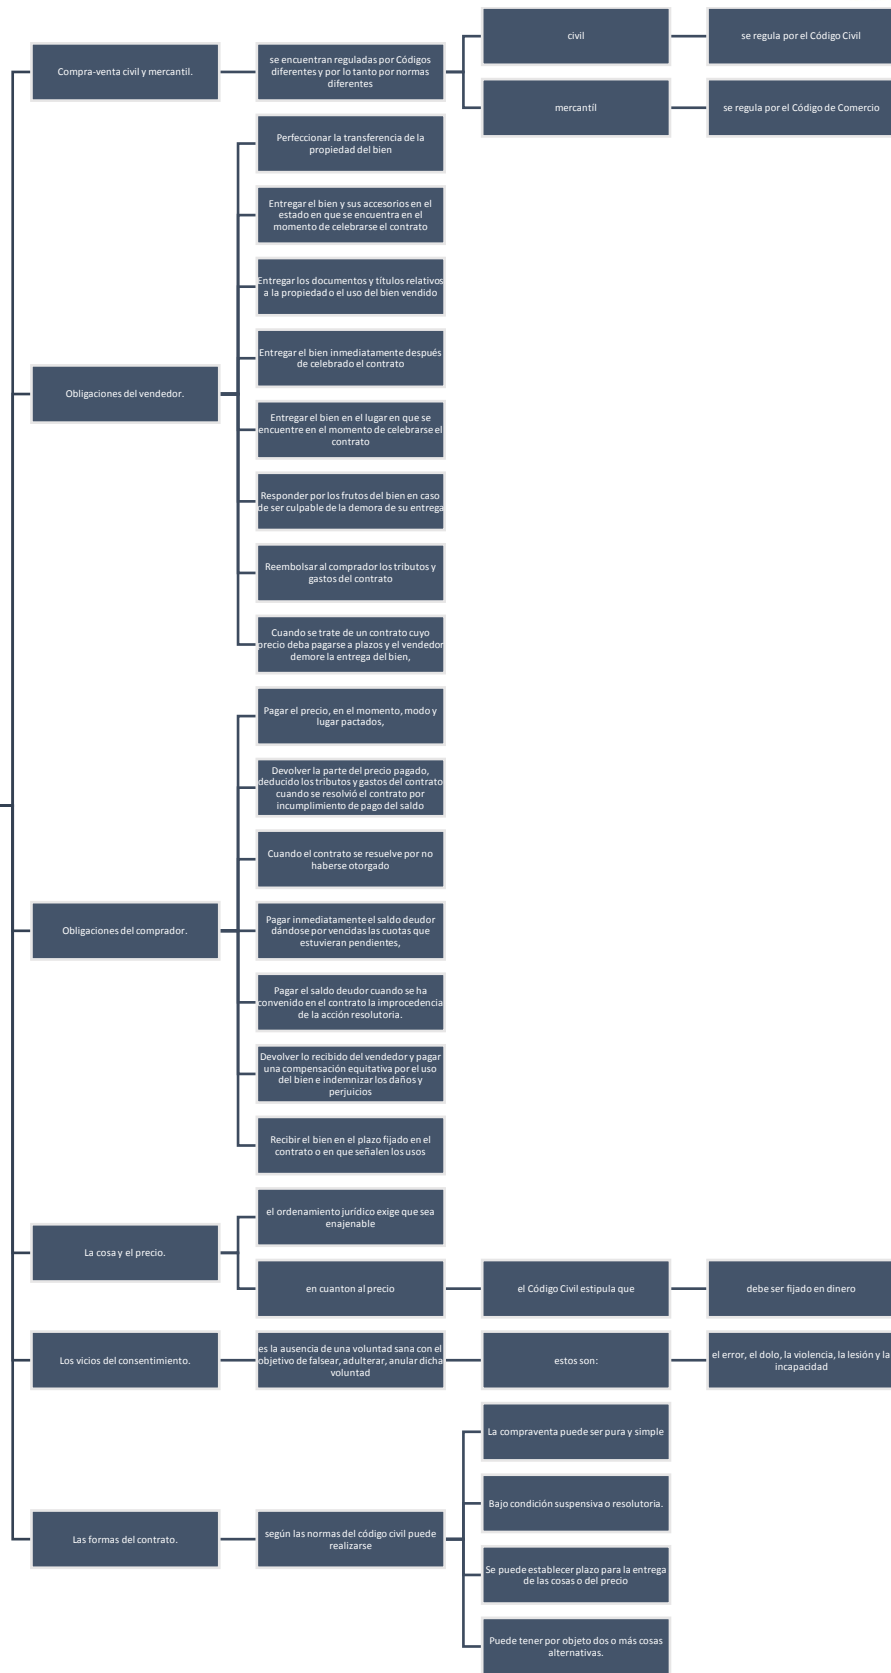 civil
se regula por el Código Civil
Compra-venta civil y mercantil.
se encuentran reguladas por Códigos
diferentes y por lo tanto por normas
diferentes
mercantíl
se regula por el Código de Comercio
Obligaciones del vendedor.
Perfeccionar la transferencia de la
propiedad del bien
Entregar el bien y sus accesorios en el
estado en que se encuentra en el
momento de celebrarse el contrato
Entregar los documentos y títulos relativos
a la propiedad o el uso del bien vendido
Entregar el bien inmediatamente después
de celebrado el contrato
Entregar el bien en el lugar en que se
encuentre en el momento de celebrarse el
contrato
Responder por los frutos del bien en caso
de ser culpable de la demora de su entrega
Reembolsar al comprador los tributos y
gastos del contrato
Cuando se trate de un contrato cuyo
precio deba pagarse a plazos y el vendedor
demore la entrega del bien,
Obligaciones del comprador.
Pagar el precio, en el momento, modo y
lugar pactados,
Devolver la parte del precio pagado,
deducido los tributos y gastos del contrato
cuando se resolvió el contrato por
incumplimiento de pago del saldo
Cuando el contrato se resuelve por no
haberse otorgado
Pagar inmediatamente el saldo deudor
dándose por vencidas las cuotas que
estuvieran pendientes,
Pagar el saldo deudor cuando se ha
convenido en el contrato la improcedencia
de la acción resolutoria.
Devolver lo recibido del vendedor y pagar
una compensación equitativa por el uso
del bien e indemnizar los daños y
perjuicios
Recibir el bien en el plazo fijado en el
contrato o en que señalen los usos
La cosa y el precio.
el ordenamiento jurídico exige que sea
enajenable
en cuanton al precio
el Código Civil estipula que
debe ser fijado en dinero
Los vicios del consentimiento.
es la ausencia de una voluntad sana con el
objetivo de falsear, adulterar, anular dicha
voluntad
estos son:
el error, el dolo, la violencia, la lesión y la
incapacidad
Las formas del contrato.
según las normas del código civil puede
realizarse
La compraventa puede ser pura y simple
Bajo condición suspensiva o resolutoria.
Se puede establecer plazo para la entrega
de las cosas o del precio
Puede tener por objeto dos o más cosas
alternativas.